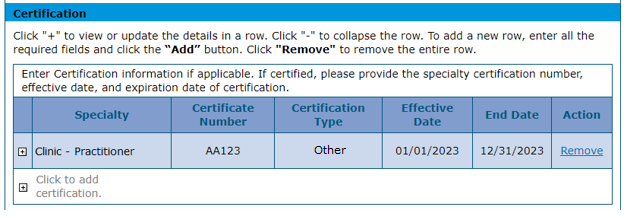 Certification
Click "+" to view or update the details in a row. Click "-" to collapse the row. To add a new row, enter all the
required fields and click the “Add” button. Click "Remove" to remove the entire row.
Enter Certification information if applicable. If certified, please provide the specialty certification number,
effective date, and expiration date of certification.
Specialty Certificate Number Certification Type Effective Date End Date Action
Clinic - Practitioner AA123 Other 01/01/2023 12/31/2023 Remove
Click to add
certification.